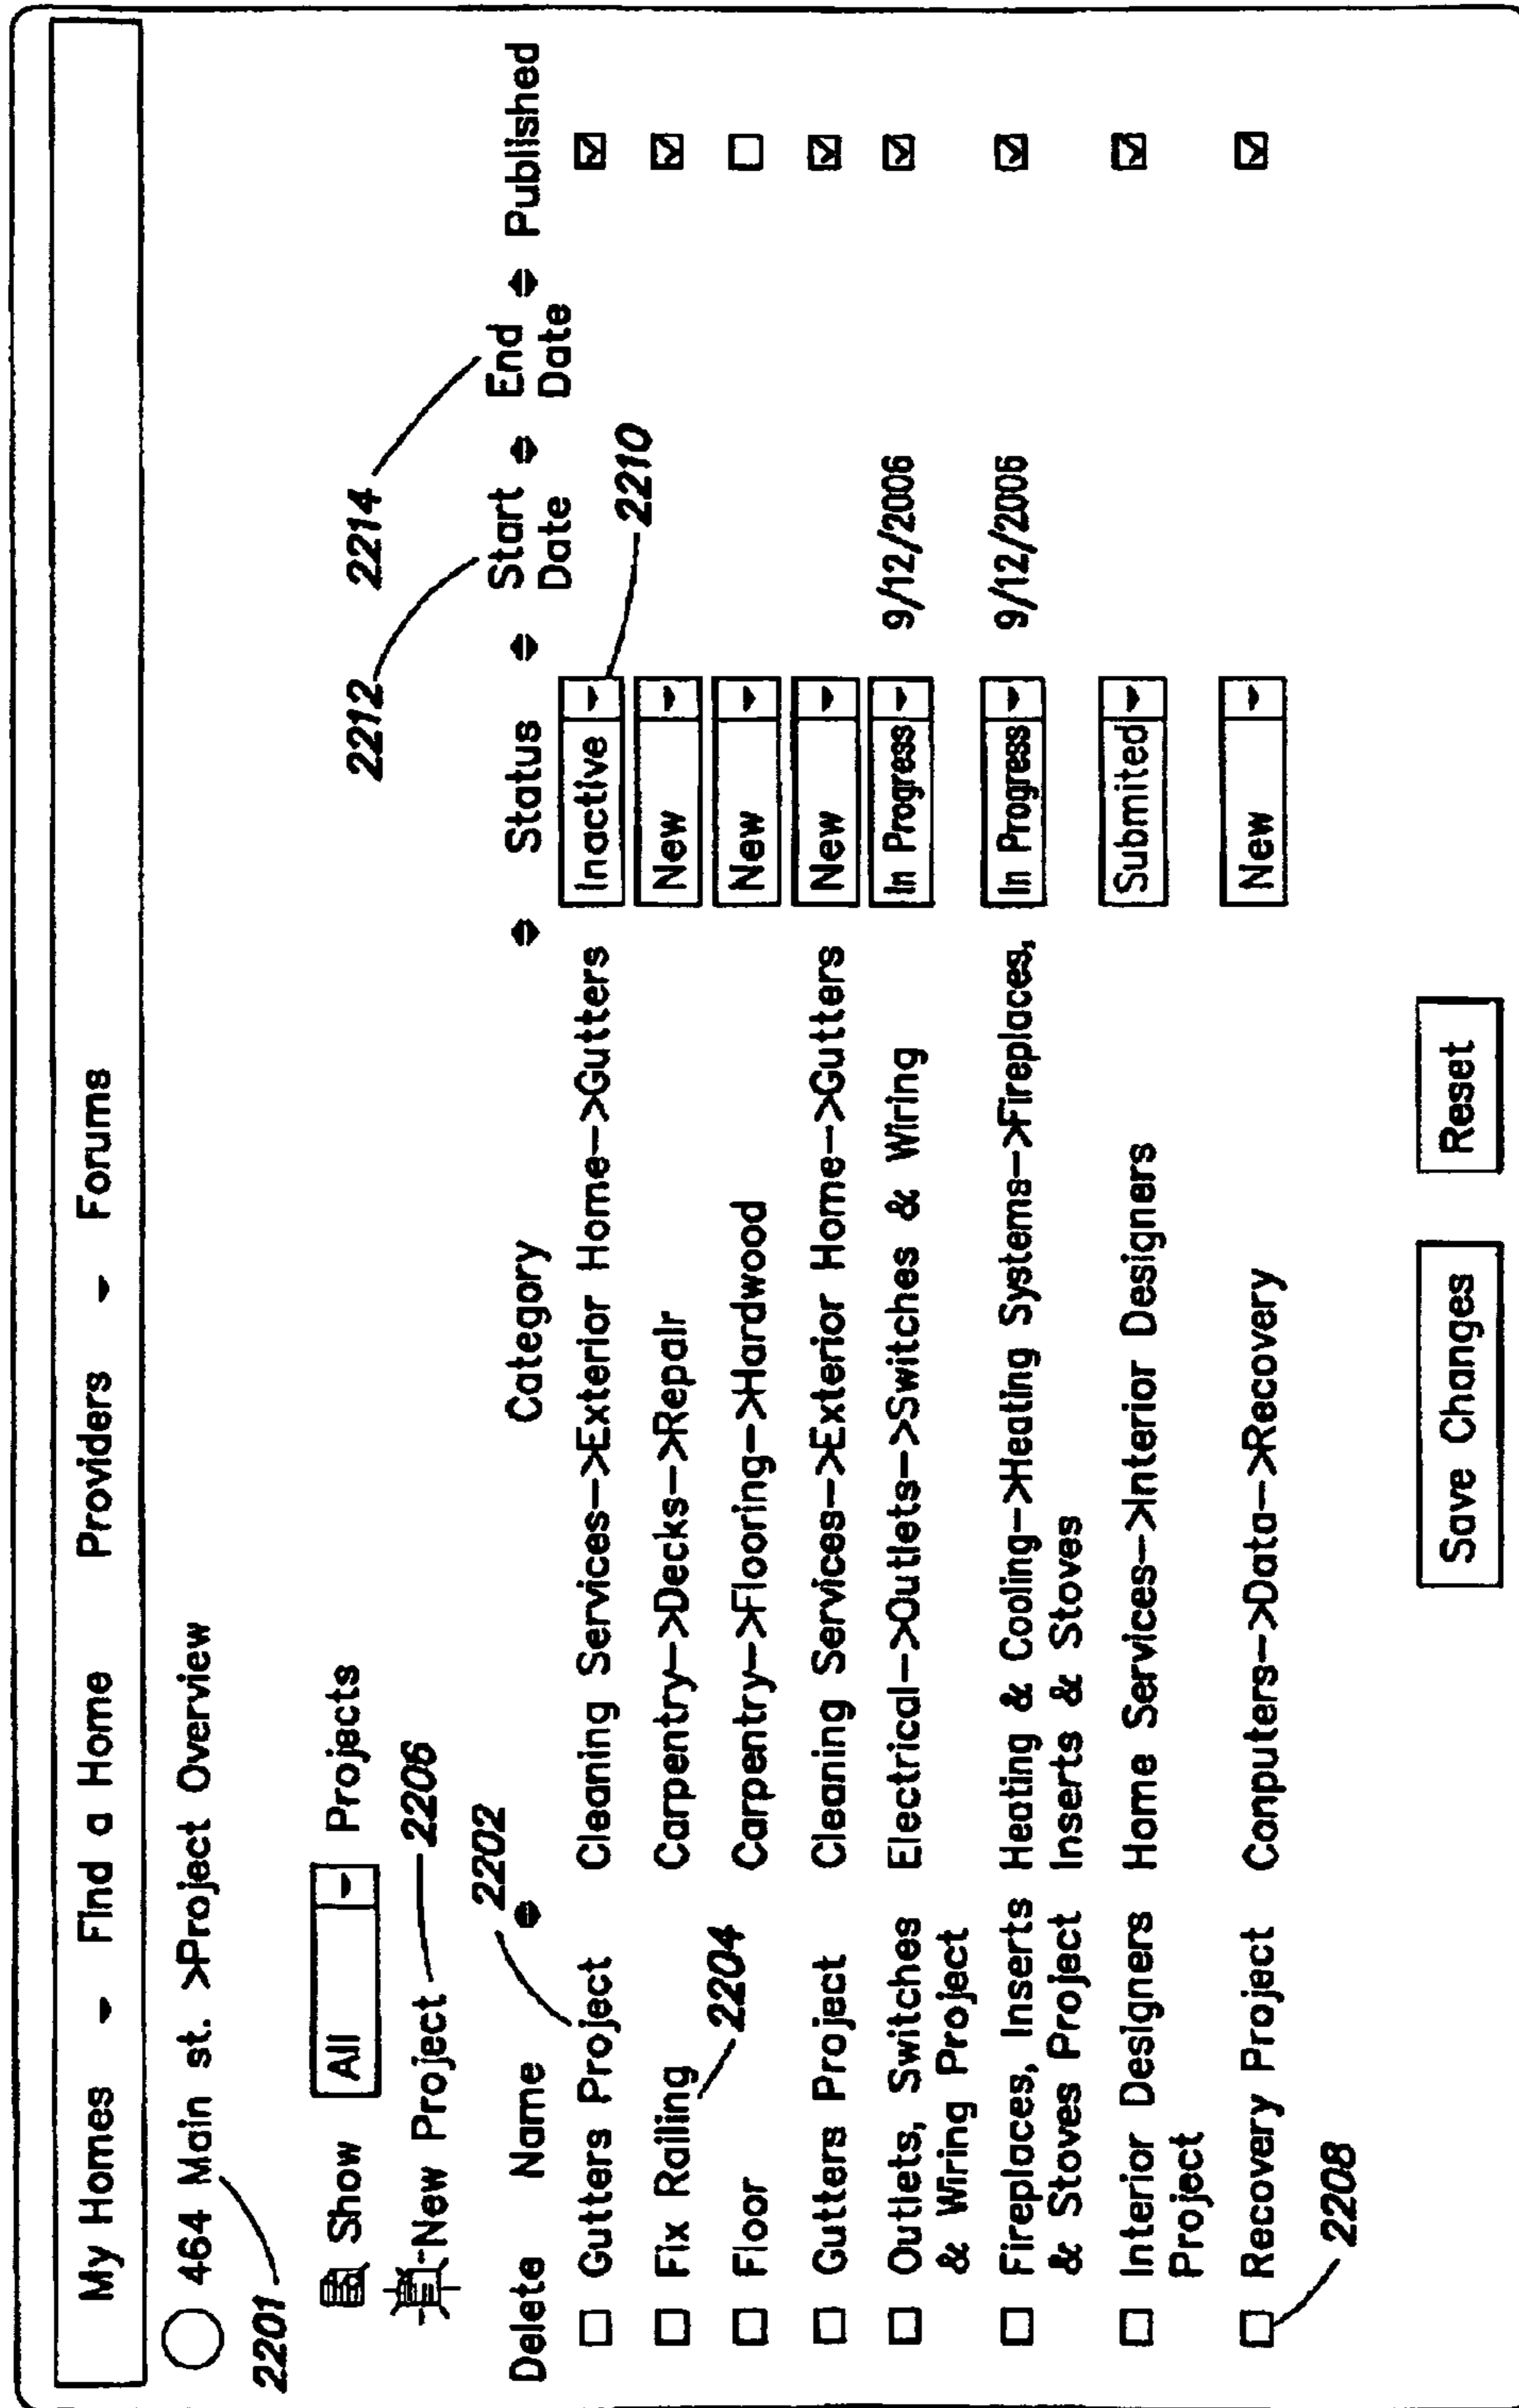 My Homes Find a Home Providers Forums
464 Main st. >Project Overview
2201
Show All Projects
New Project 2206
2212 2214
2202
Delete Name Category Status Start Date End Date Published
Gutters Project Cleaning Services—>Exterior Home—>Gutters Inactive
2210
Fix Railing Carpentry—>Decks—>Repair New
2204
Floor Carpentry—>Flooring—>Hardwood New
Gutters Project Cleaning Services—>Exterior Home—>Gutters New
Outlets, Switches Electrical—>Outlets—>Switches & Wiring In Progress 9/12/2006
& Wiring Project
Fireplaces, Inserts Heating & Cooling—>Heating Systems—>Fireplaces, In Progress 9/12/2006
& Stoves Project Inserts & Stoves
Interior Designers Home Services—>Interior Designers Submited
Project
Recovery Project Conputers—>Data—>Recovery New
2208
Save Changes Reset